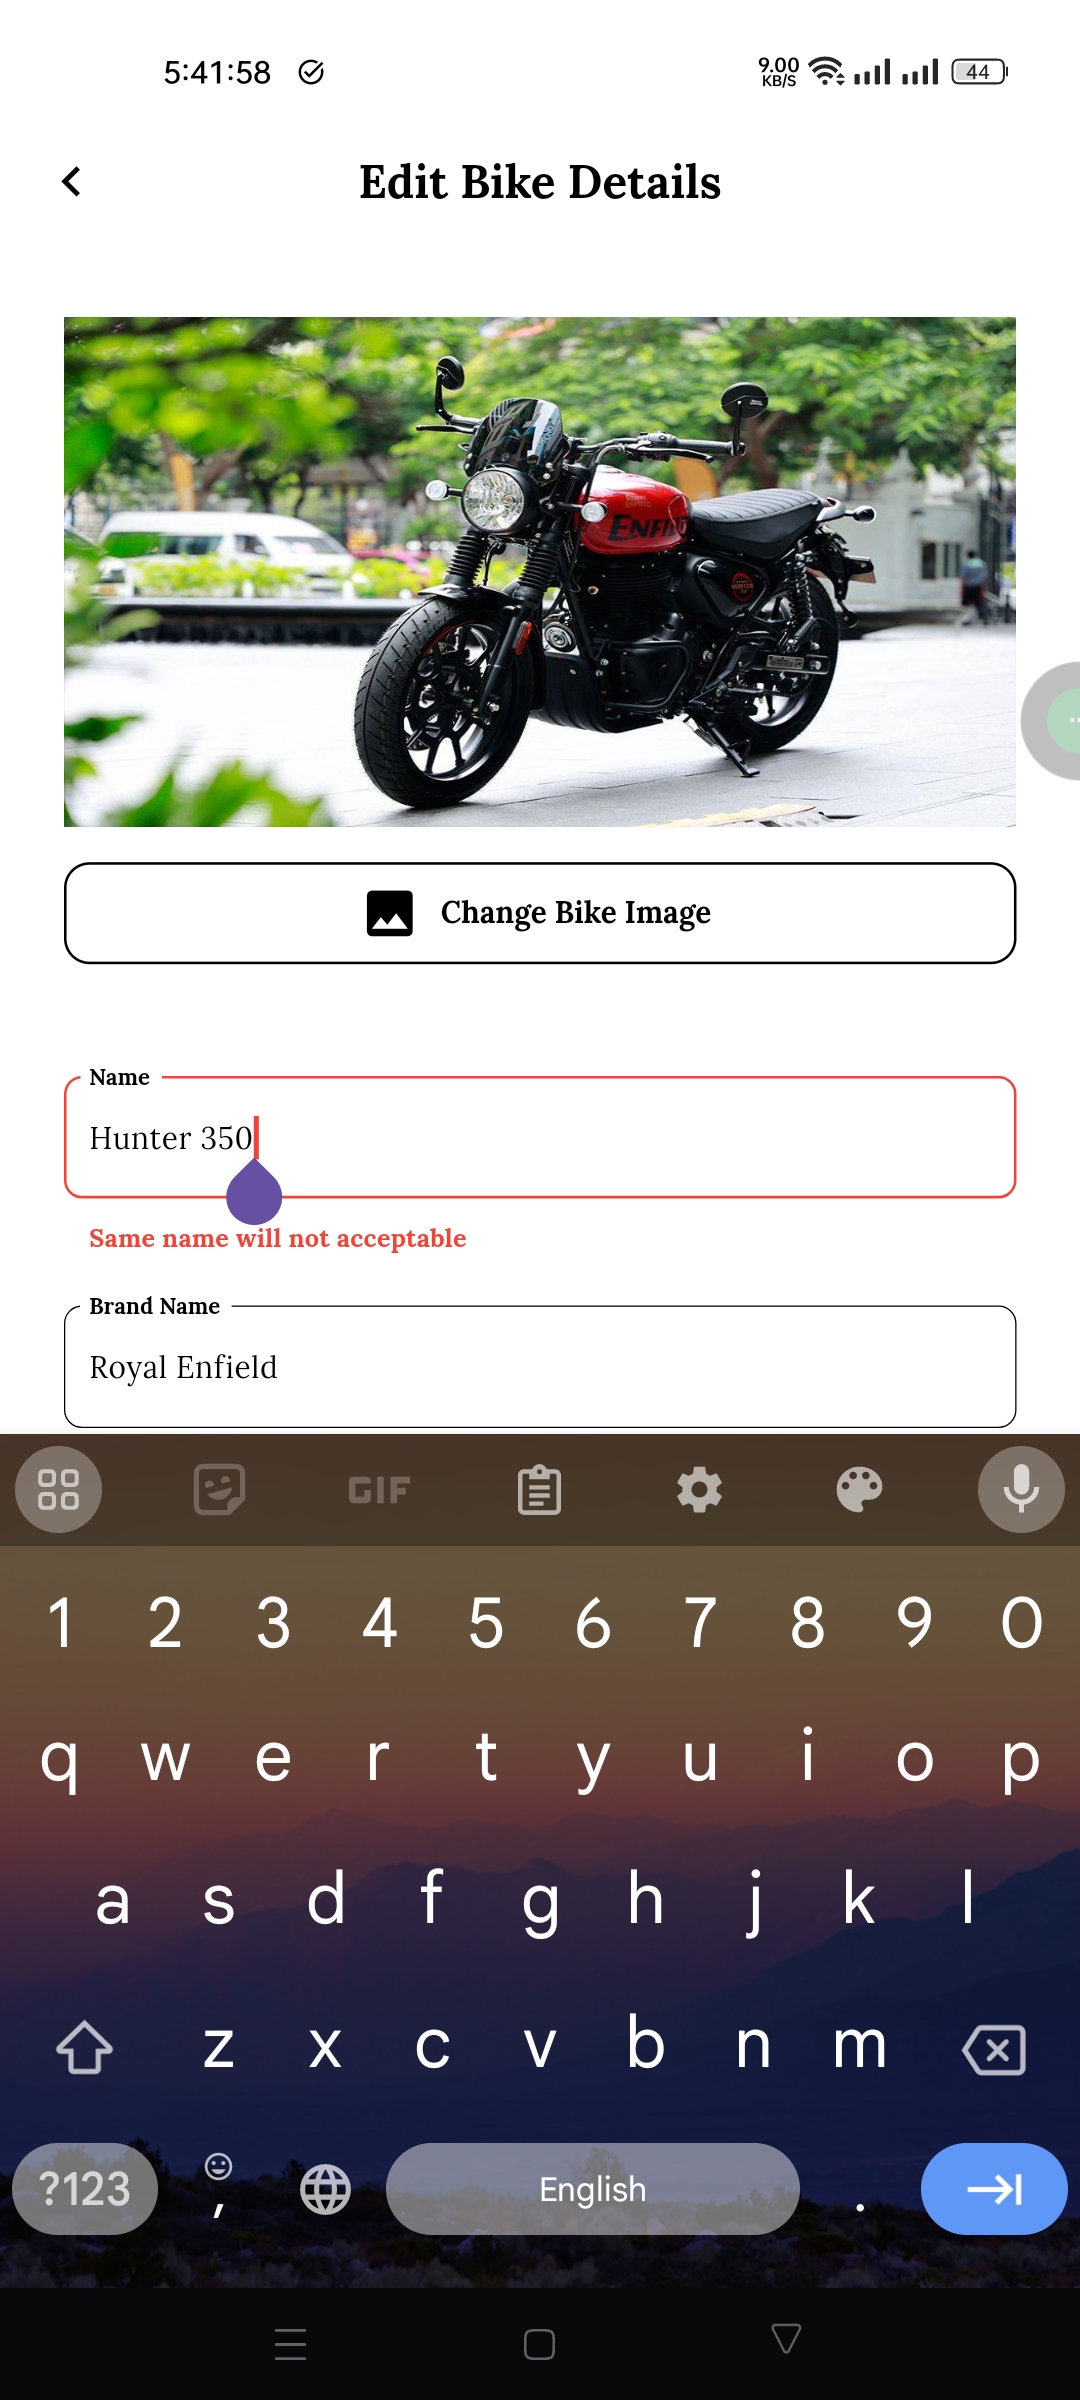 5:41:58
9.00
KB/S
44
Edit Bike Details
ENFI
Change Bike Image
Name
Hunter 350
Same name will not acceptable
Brand Name
Royal Enfield
GIF
1 2 3 4 5 6 7 8 9 0
q w e r t y u i o p
a s d f g h j k l
z x c v b n m
?123 , English .